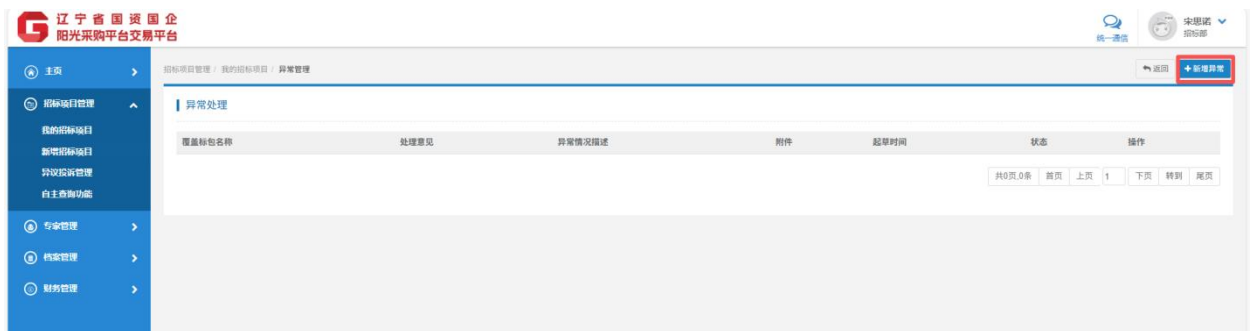 辽宁省国资国企
阳光采购平台交易平台
统一通信
宋思诺
招标部
主页
招标项目管理 / 我的招标项目 / 异常管理
返回
+新增异常
招标项目管理
我的招标项目
新增招标项目
异议投诉管理
自主查询功能
专家管理
档案管理
财务管理
异常处理
覆盖标包名称 处理意见 异常情况描述 附件 起草时间 状态 操作
共0页,0条 首页 上页 1 下页 转到 尾页